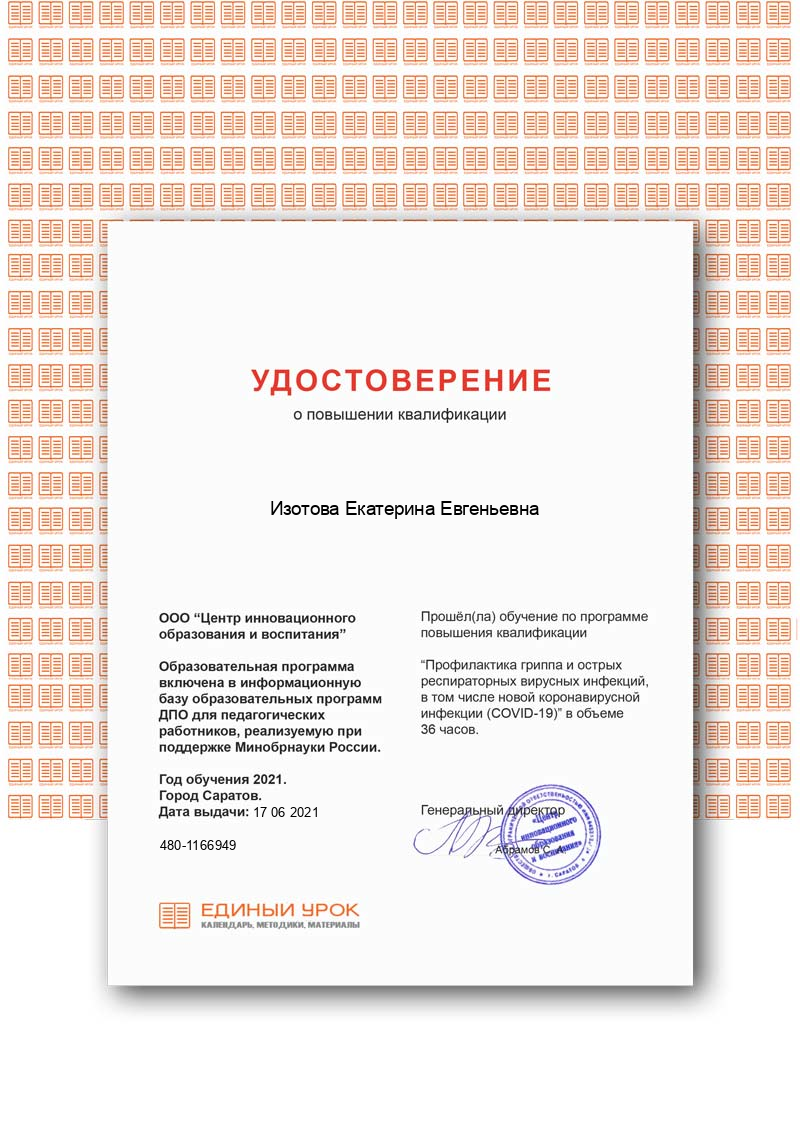 УДОСТОВЕРЕНИЕ
о повышении квалификации
Изотова Екатерина Евгеньевна
ООО “Центр инновационного
образования и воспитания”
Образовательная программа
включена в информационную
базу образовательных программ
ДПО для педагогических
работников, реализуемую при
поддержке Минобрнауки России.
Год обучения 2021.
Город Саратов.
Дата выдачи: 17 06 2021
480-1166949
Прошёл(ла) обучение по программе
повышения квалификации
“Профилактика гриппа и острых
респираторных вирусных инфекций,
в том числе новой коронавирусной
инфекции (COVID-19)” в объеме
36 часов.
Генеральный директор
Абрамов С. А.
«Центр
инновационного
образования
и воспитания»
г. САРАТОВ
ЕДИНЫЙ УРОК
КАЛЕНДАРЬ, МЕТОДИКИ, МАТЕРИАЛЫ